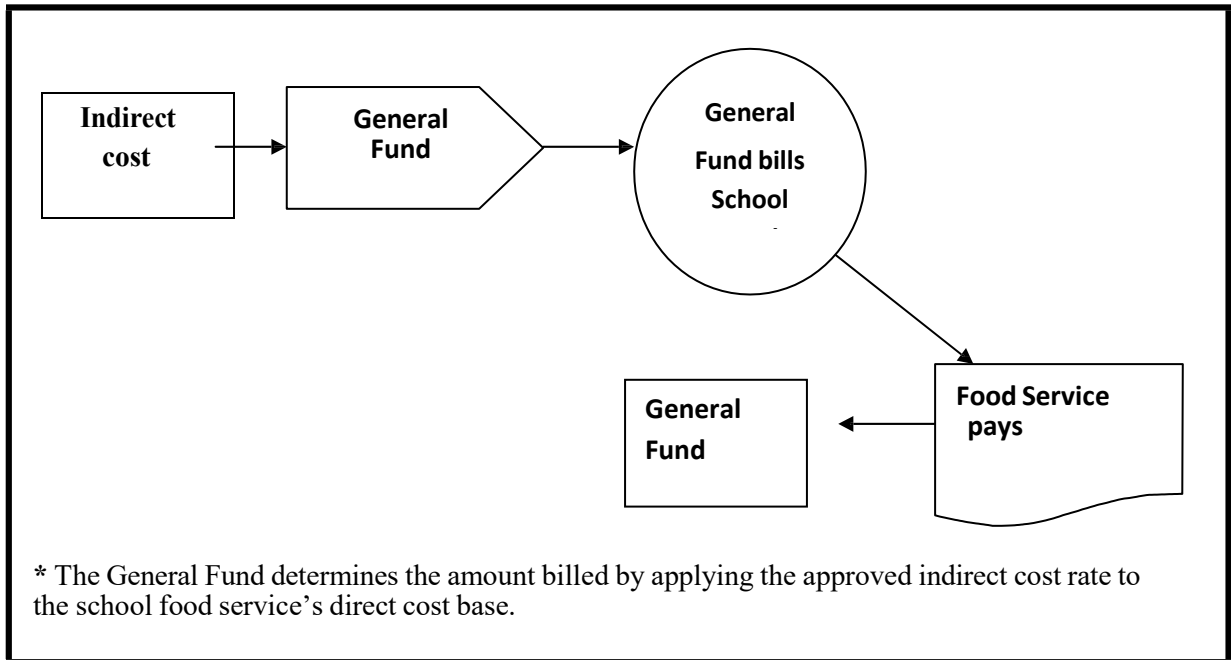 Indirect
cost
General
Fund
General
Fund bills
School
General
Fund
Food Service
pays
* The General Fund determines the amount billed by applying the approved indirect cost rate to
the school food service’s direct cost base.